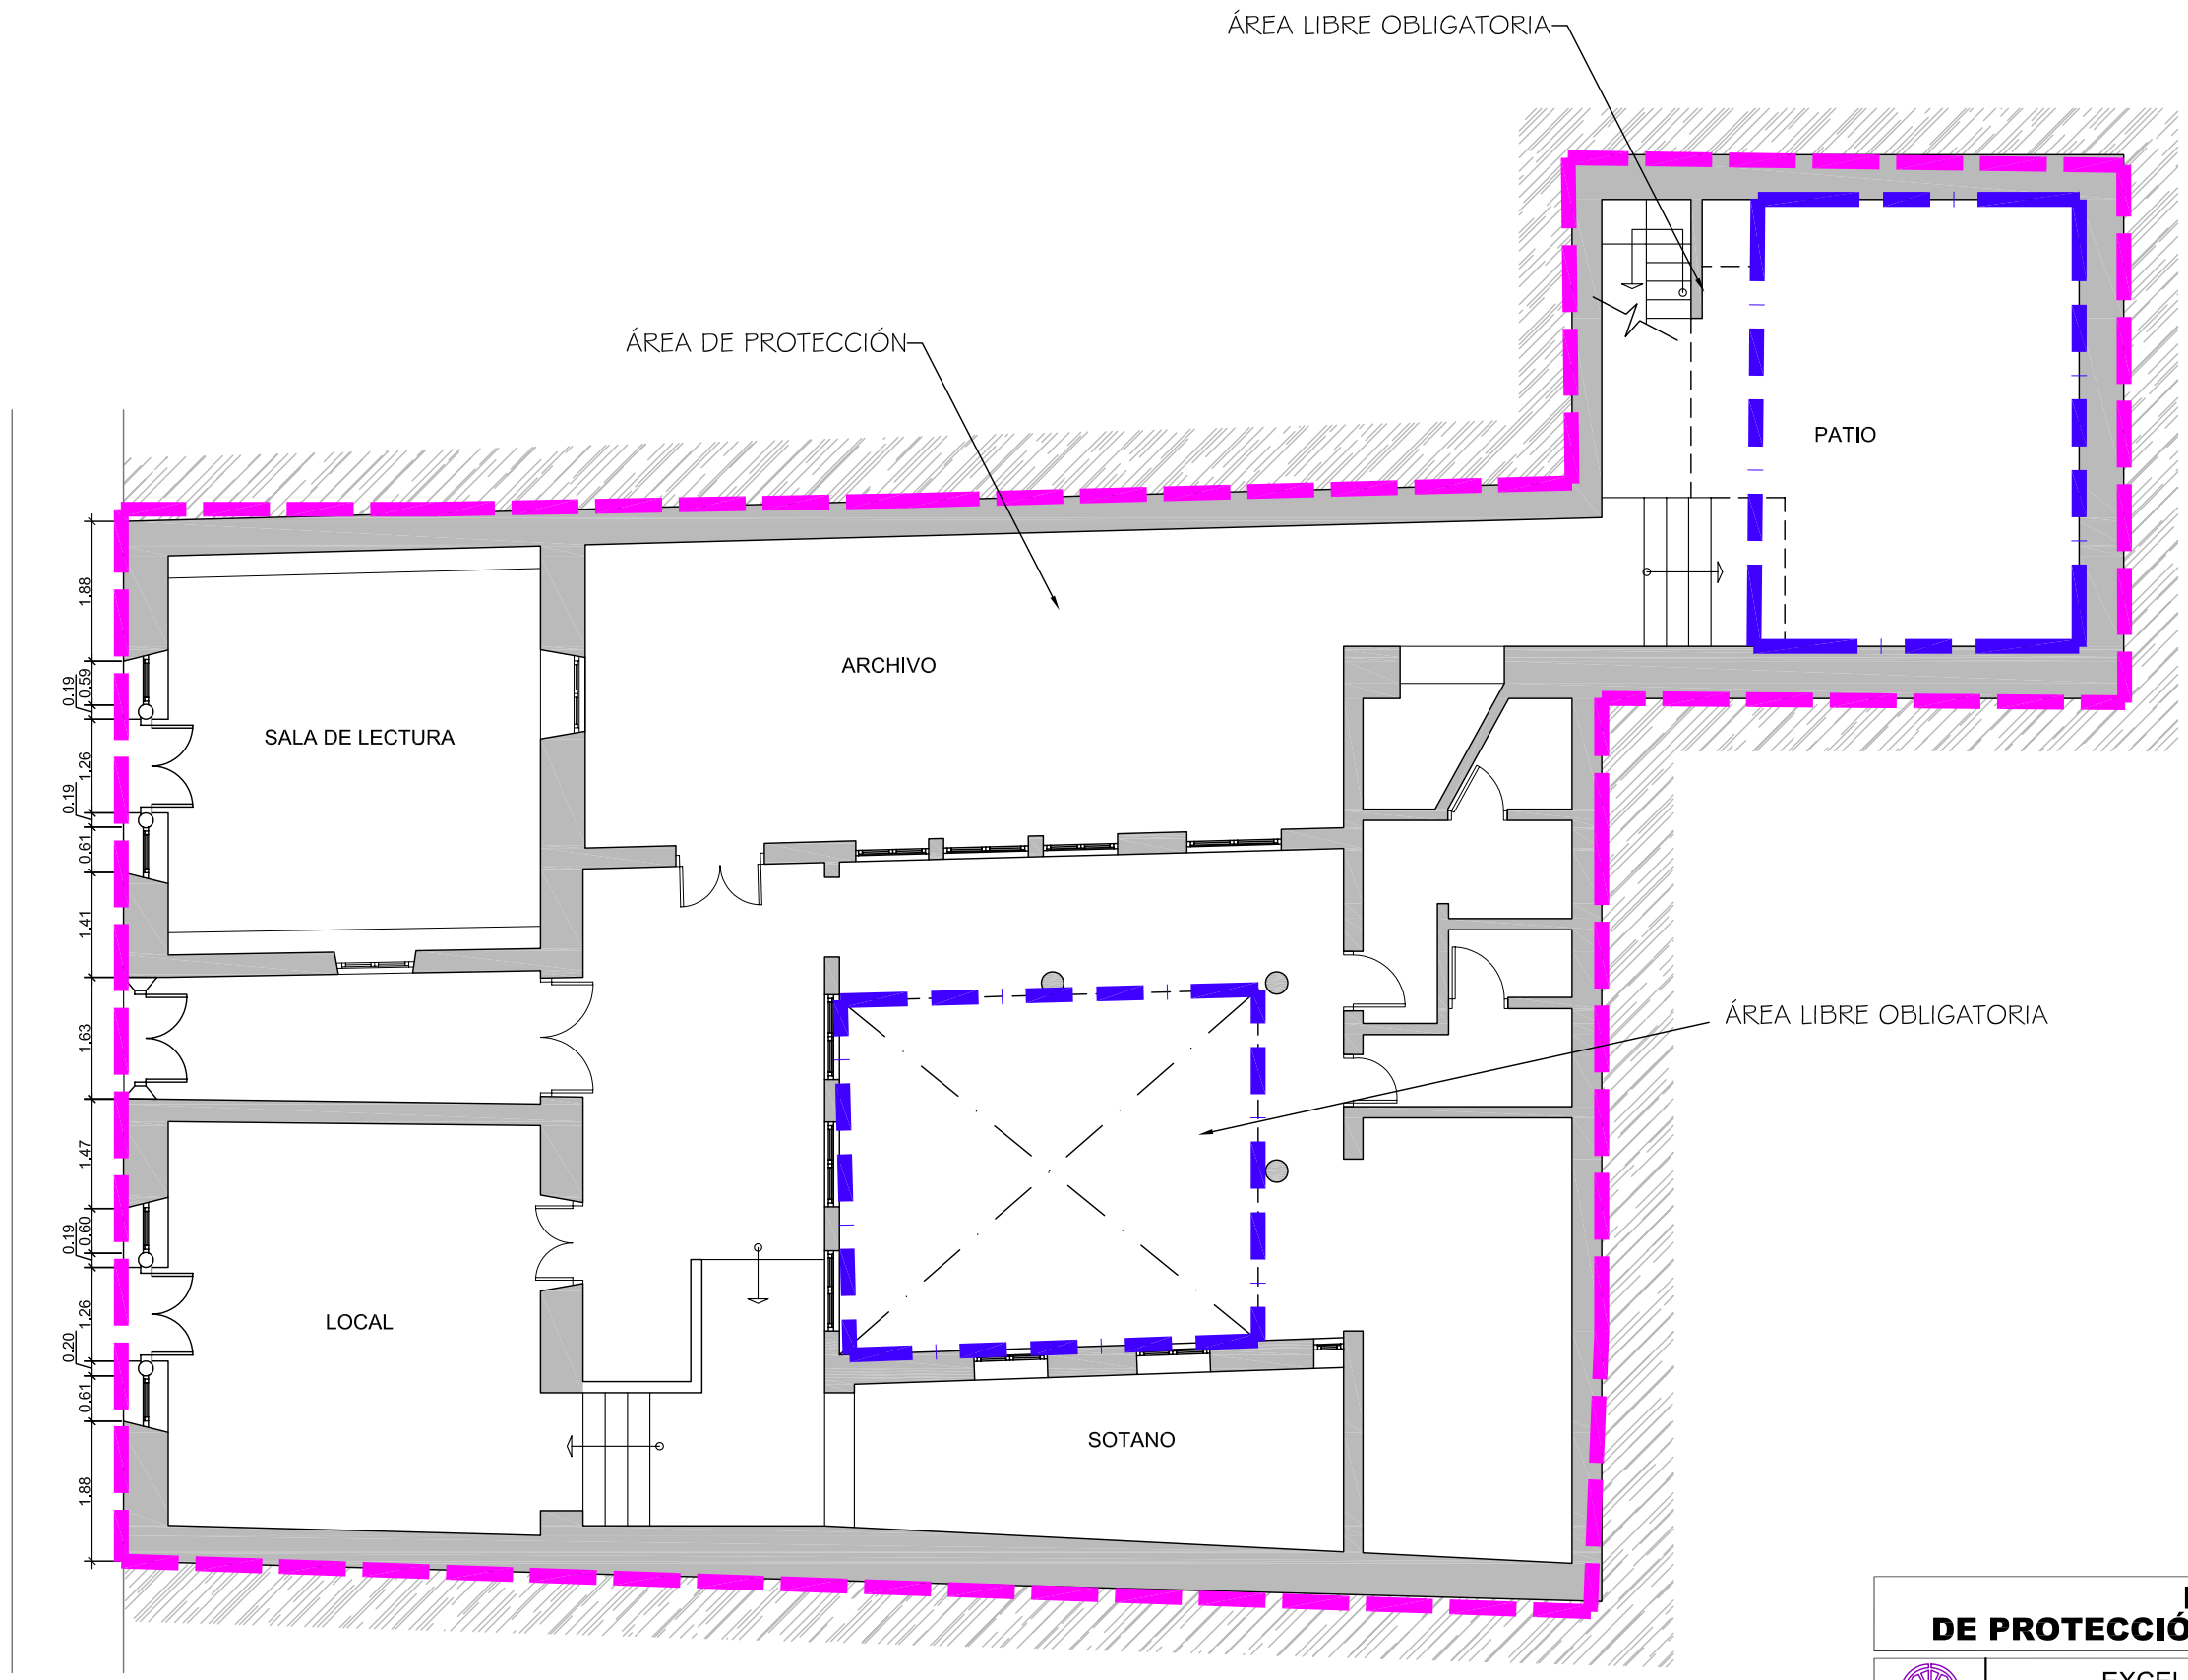 ÁREA LIBRE OBLIGATORIA
ÁREA DE PROTECCIÓN
PATIO
ARCHIVO
SALA DE LECTURA
ÁREA LIBRE OBLIGATORIA
LOCAL
SOTANO
1.88
0.59
0.19
1.26
0.19
0.61
1.41
1.63
1.47
0.60
0.19
1.26
0.20
0.61
1.88
DE PROTECCIÓ
EXCEL